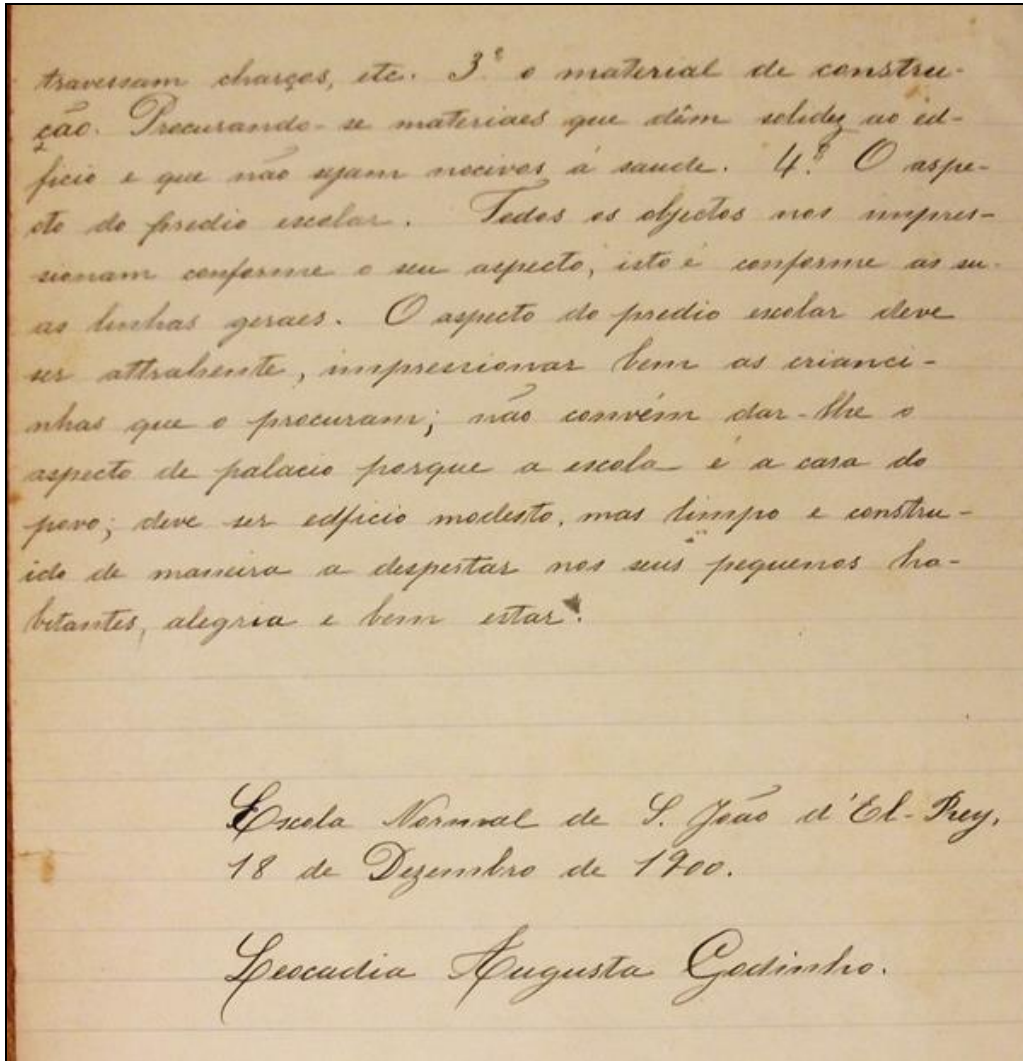 travessam charços, etc. 3º o material de constru-
ção. Procurando-se materiaes que dêm solidez ao ed-
ficio e que não sejam nocivos á saude. 4º. O aspe-
cto do predio escolar. Todos os objectos nos impres-
sionam conforme o seu aspecto, isto é conforme as su-
as linhas geraes. O aspecto do predio escolar deve
ser attrahente, impressionar bem as crianci-
nhas que o procuram; não convém dar-lhe o
aspecto de palacio porque a escola é a casa do
povo; deve ser edficio modesto, mas limpo e constru-
ido de maneira a despertar nos seus pequenos ha-
bitantes, alegria e bem estar.
Escola Normal de S. João d'El-Rey,
18 de Dezembro de 1900.
Leocadia Augusta Godinho.